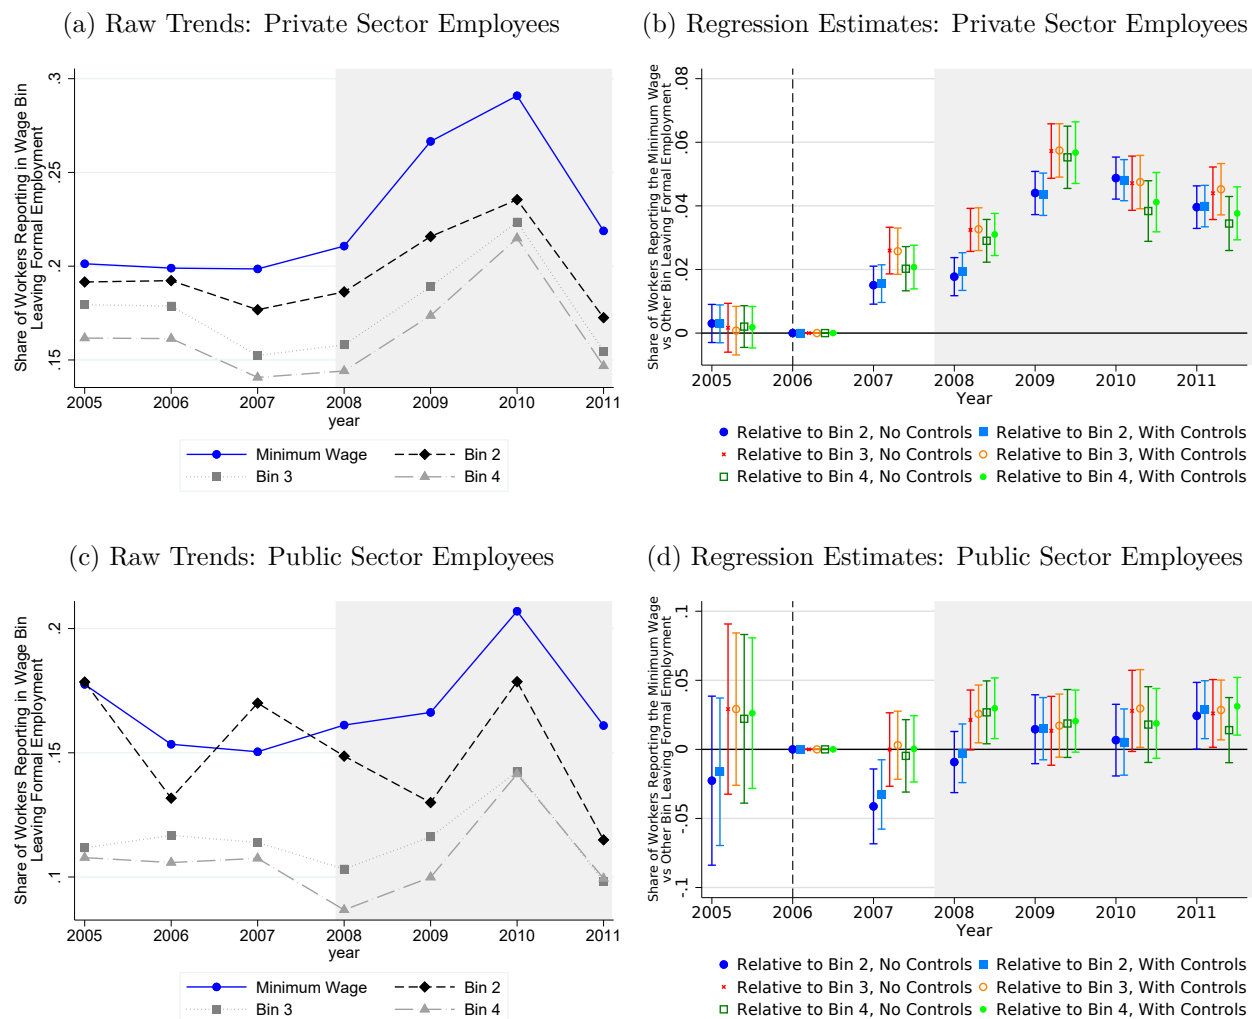 (a) Raw Trends: Private Sector Employees
Share of Workers Reporting in Wage Bin
Leaving Formal Employment
.3
.25
.2
.15
2005 2006 2007 2008 2009 2010 2011
year
Minimum Wage Bin 2
Bin 3 Bin 4
(b) Regression Estimates: Private Sector Employees
Share of Workers Reporting the Minimum Wage
vs Other Bin Leaving Formal Employment
.08
.06
.04
.02
0
2005 2006 2007 2008 2009 2010 2011
Year
Relative to Bin 2, No Controls Relative to Bin 2, With Controls
Relative to Bin 3, No Controls Relative to Bin 3, With Controls
Relative to Bin 4, No Controls Relative to Bin 4, With Controls
(c) Raw Trends: Public Sector Employees
Share of Workers Reporting in Wage Bin
Leaving Formal Employment
.2
.15
.1
2005 2006 2007 2008 2009 2010 2011
year
Minimum Wage Bin 2
Bin 3 Bin 4
(d) Regression Estimates: Public Sector Employees
Share of Workers Reporting the Minimum Wage
vs Other Bin Leaving Formal Employment
.1
.05
0
-.05
-.1
2005 2006 2007 2008 2009 2010 2011
Year
Relative to Bin 2, No Controls Relative to Bin 2, With Controls
Relative to Bin 3, No Controls Relative to Bin 3, With Controls
Relative to Bin 4, No Controls Relative to Bin 4, With Controls